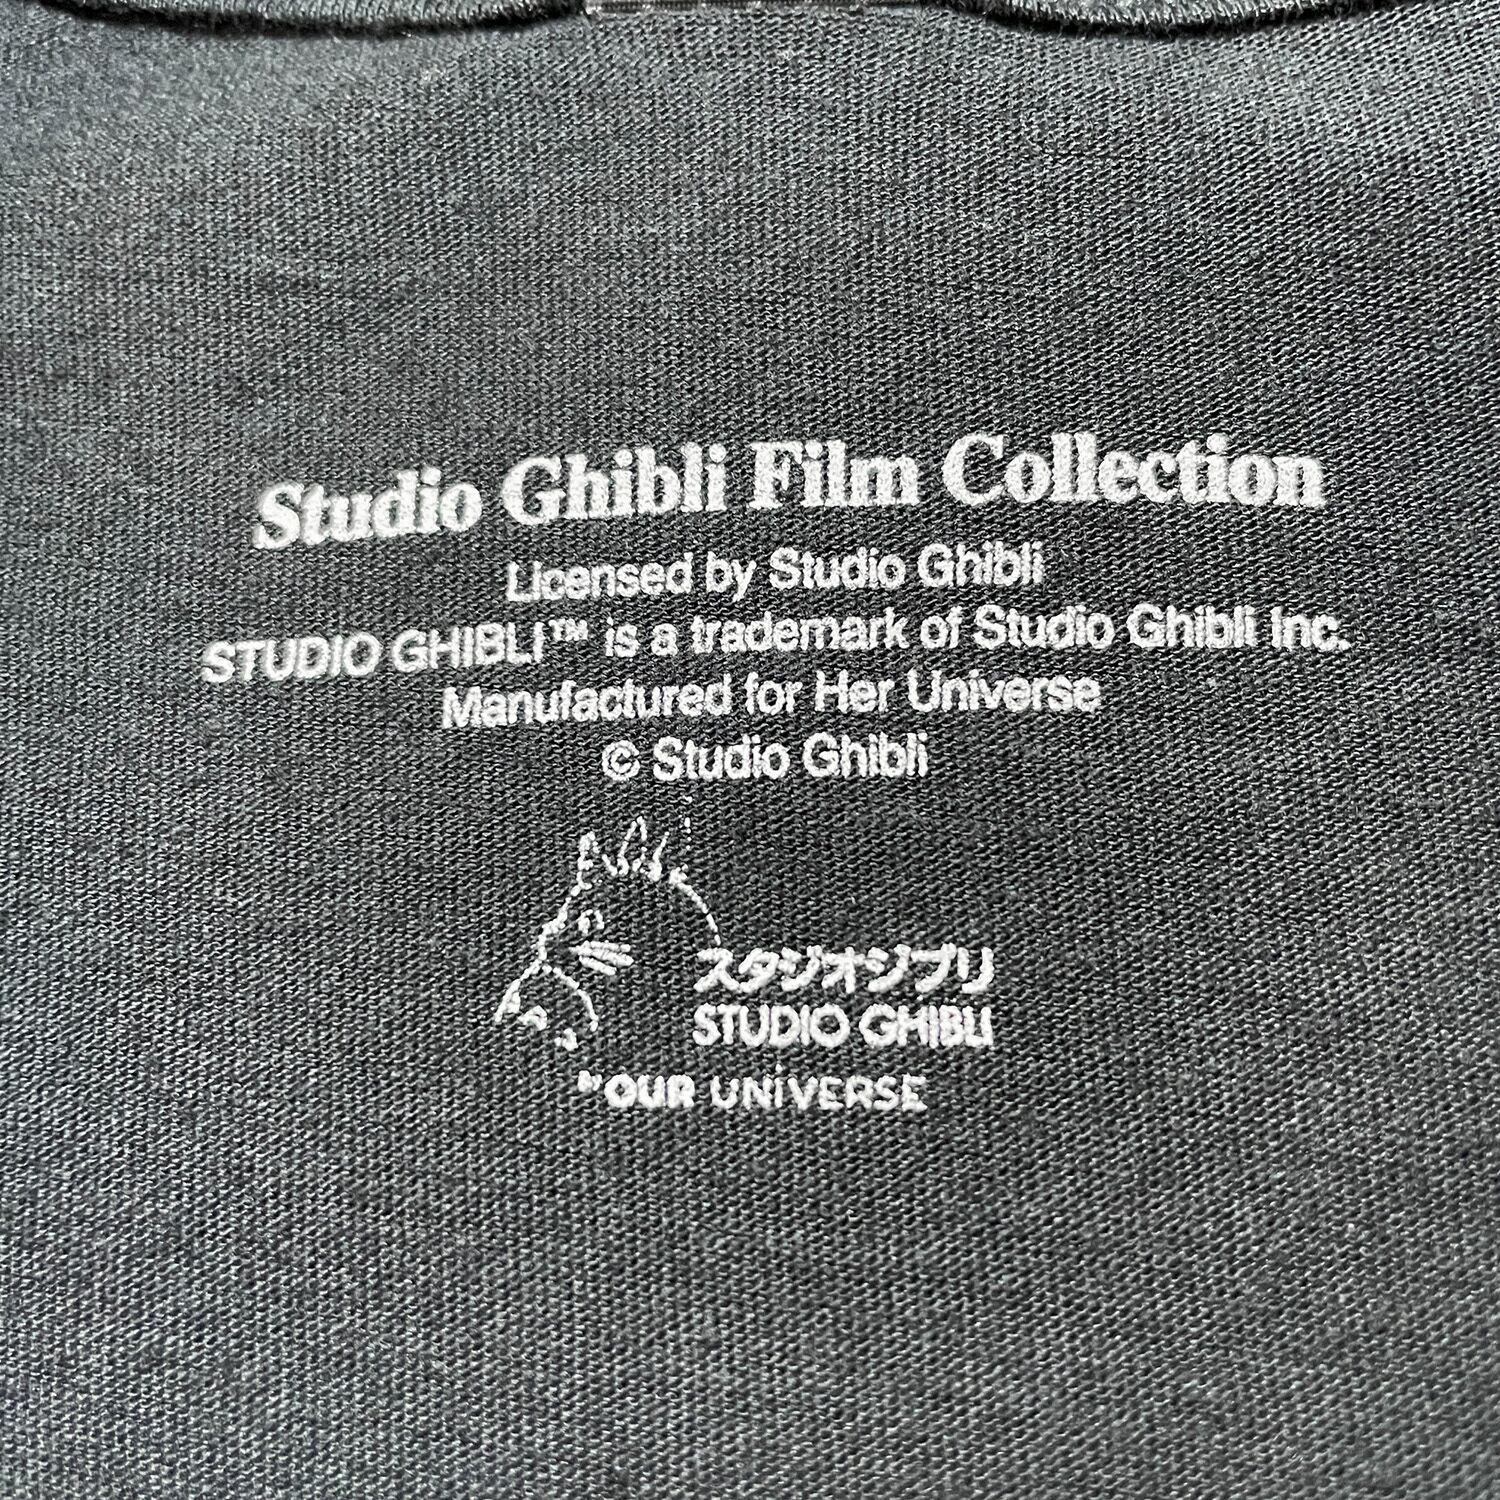 Studio Ghibli Film Collection
Licensed by Studio Ghibli
STUDIO GHIBLI™ is a trademark of Studio Ghibli Inc.
Manufactured for Her Universe
© Studio Ghibli
スタジオジブリ
STUDIO GHIBLI
BY OUR UNiVERSE